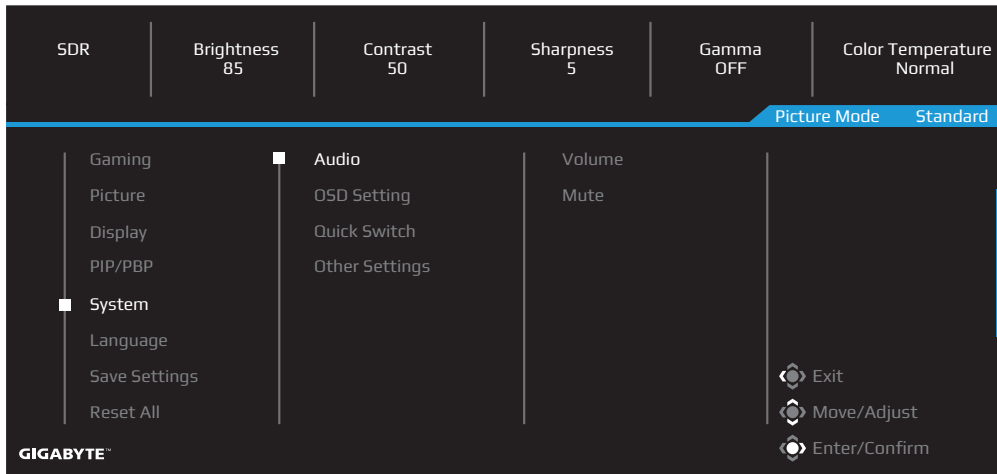 SDR
Brightness
85
Contrast
50
Sharpness
5
Gamma
OFF
Color Temperature
Normal
Picture Mode Standard
Gaming
Picture
Display
PIP/PBP
System
Language
Save Settings
Reset All
Audio
OSD Setting
Quick Switch
Other Settings
Volume
Mute
Exit
Move/Adjust
Enter/Confirm
GIGABYTE™